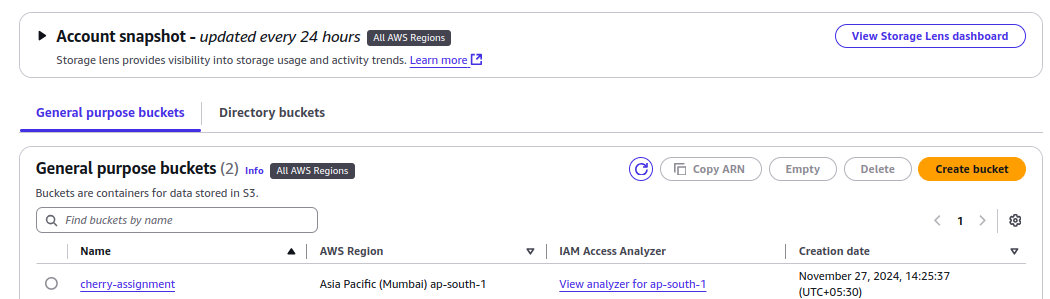 Account snapshot - updated every 24 hours All AWS Regions View Storage Lens dashboard
Storage lens provides visibility into storage usage and activity trends. Learn more
General purpose buckets Directory buckets
General purpose buckets (2) Info All AWS Regions Copy ARN Empty Delete Create bucket
Buckets are containers for data stored in S3.
Find buckets by name 1
Name AWS Region IAM Access Analyzer Creation date
cherry-assignment Asia Pacific (Mumbai) ap-south-1 View analyzer for ap-south-1 November 27, 2024, 14:25:37
(UTC+05:30)